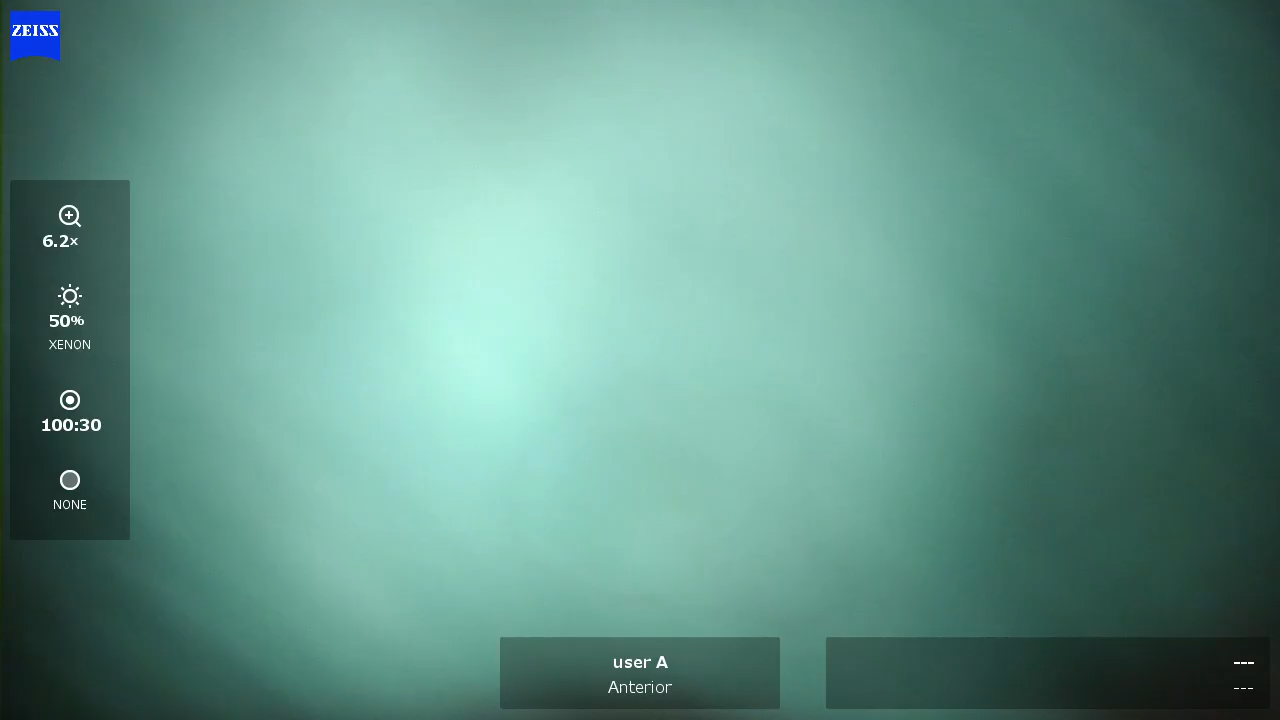 ZEISS
6.2×
50%
XENON
100:30
NONE
user A
Anterior
---
---